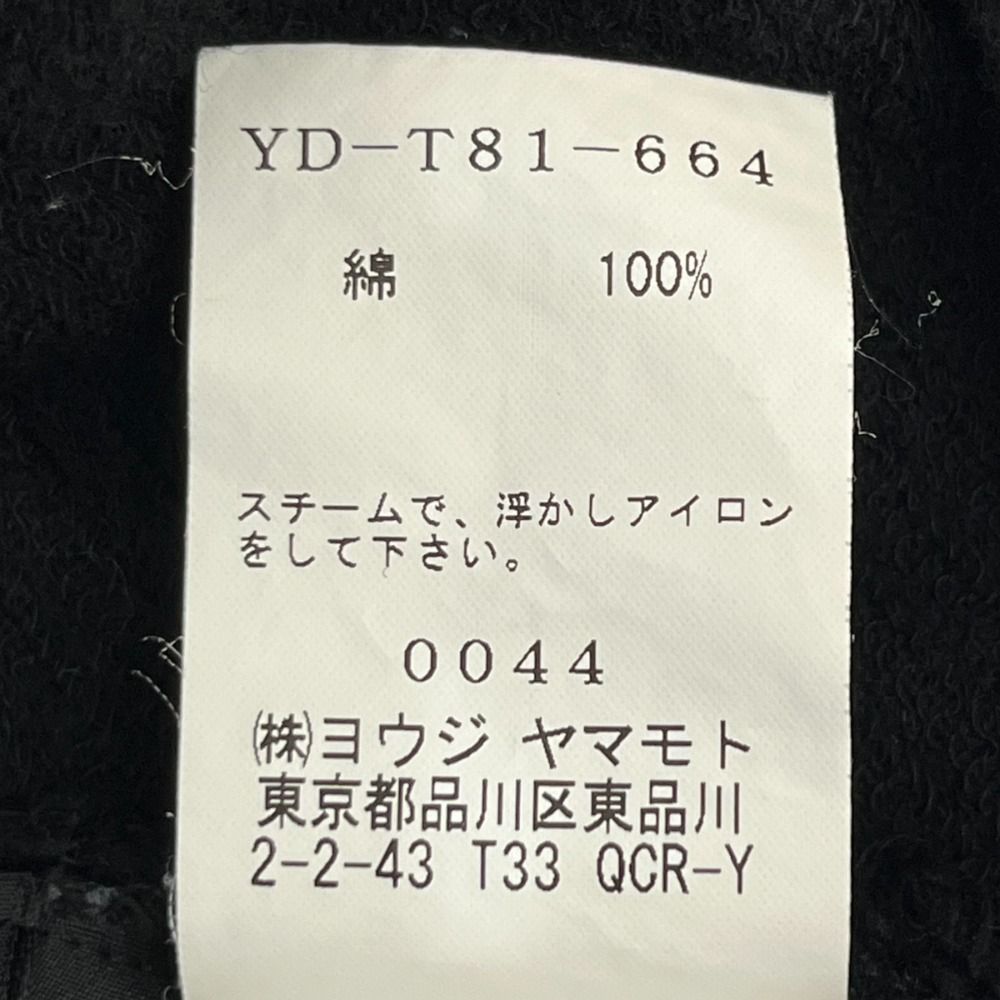 YD-T81-664
綿 100%
スチームで、浮かしアイロン
をして下さい。
0044
㈱ヨウジ ヤマモト
東京都品川区東品川
2-2-43 T33 QCR-Y